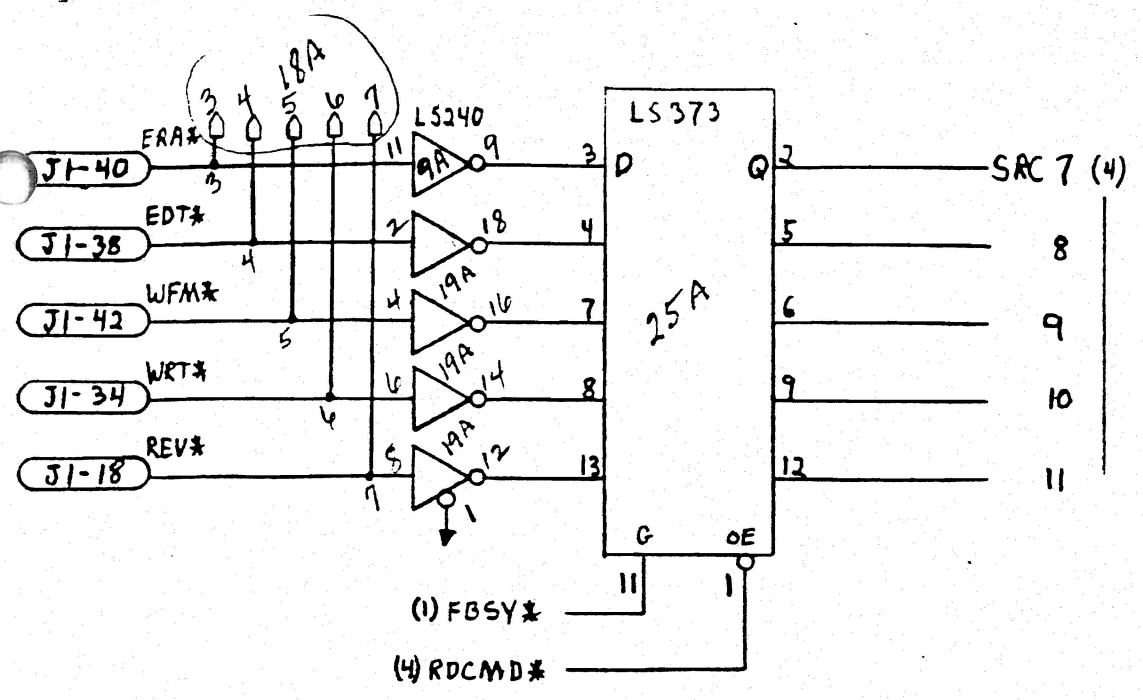 18A
3 4 5 6 7
LS240 LS373
J1-40 ERA* 3 11 9A 9 3 D Q 2 SRC 7 (4)
J1-38 EDT* 4 2 19A 18 4 5 8
J1-42 WFM* 5 4 19A 16 7 25A 6 9
J1-34 WRT* 6 6 19A 14 8 9 10
J1-18 REV* 7 8 12 13 12 11
1 G OE
11 1
(1) FBSY*
(4) RDCMD*